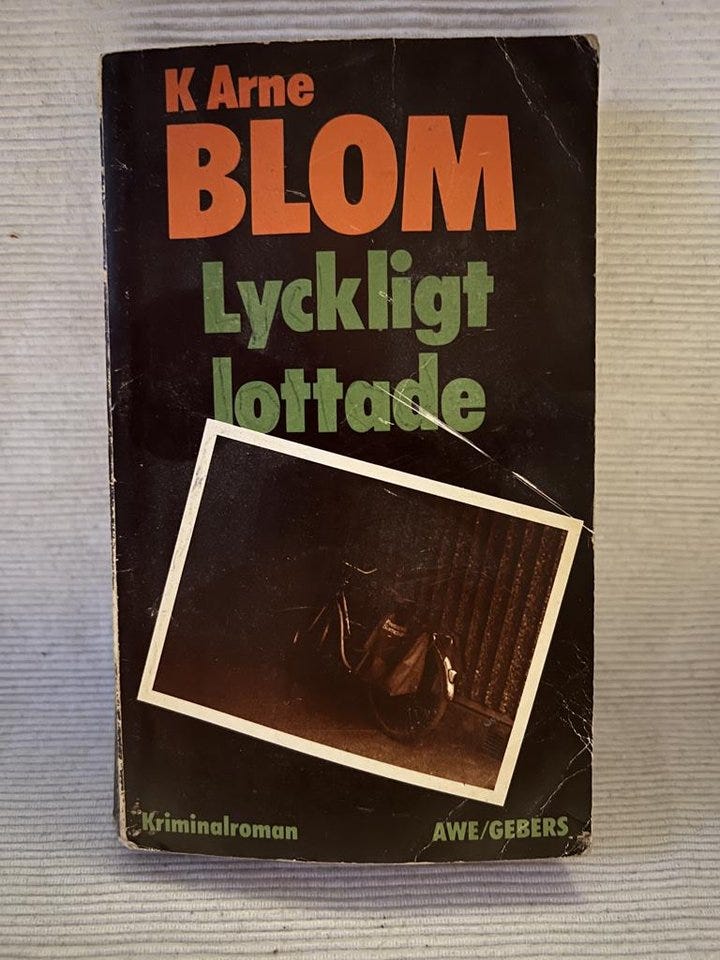 K Arne
BLOM
Lyckligt
lottade
Kriminalroman
AWE/GEBERS